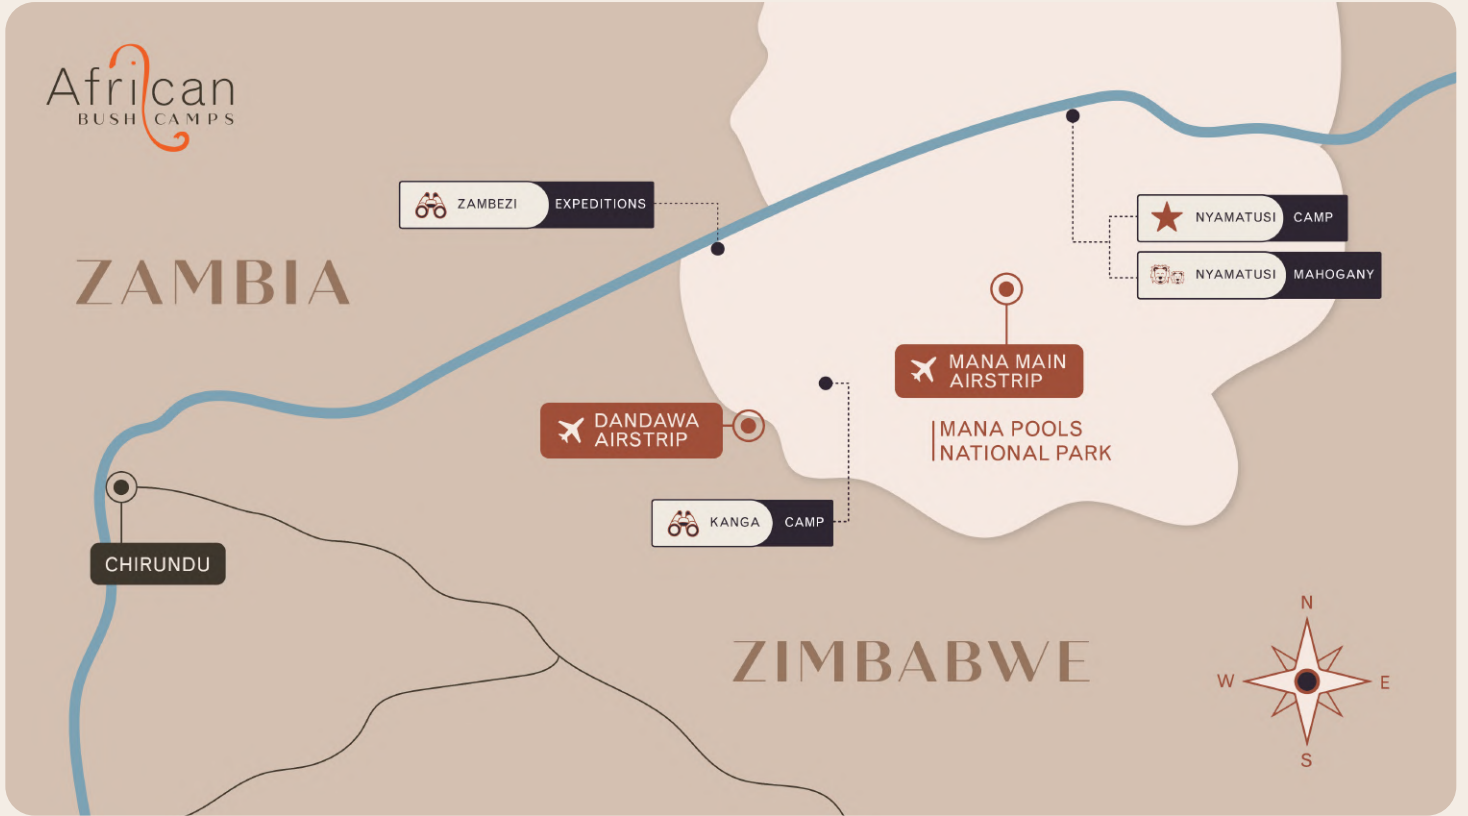 African
BUSH CAMPS
ZAMBEZI EXPEDITIONS
NYAMATUSI CAMP
NYAMATUSI MAHOGANY
ZAMBIA
MANA MAIN
AIRSTRIP
DANDAWA
AIRSTRIP
MANA POOLS
NATIONAL PARK
KANGA CAMP
CHIRUNDU
ZIMBABWE
N
W E
S